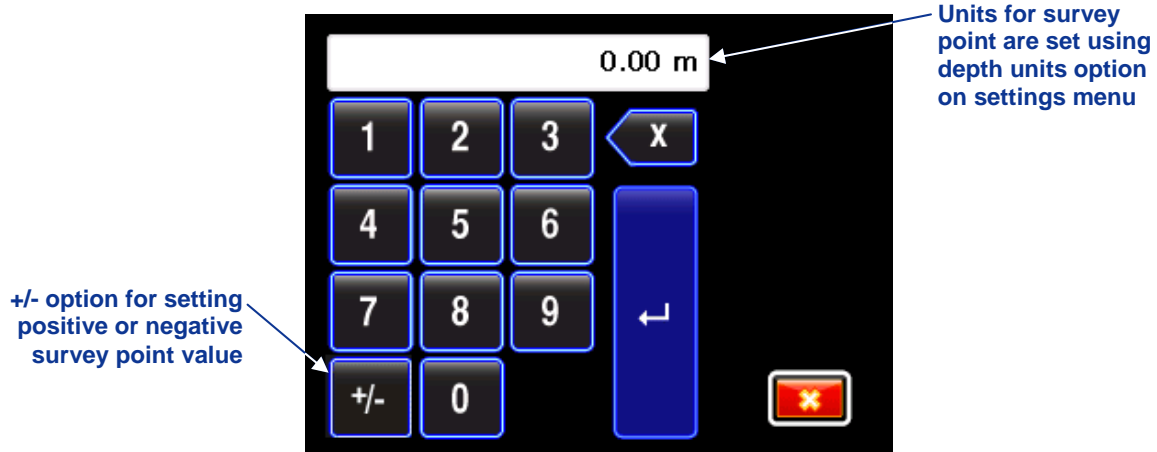 Units for survey
point are set using
depth units option
on settings menu
0.00 m
1 2 3 X
4 5 6
7 8 9
+/- 0
+/- option for setting
positive or negative
survey point value